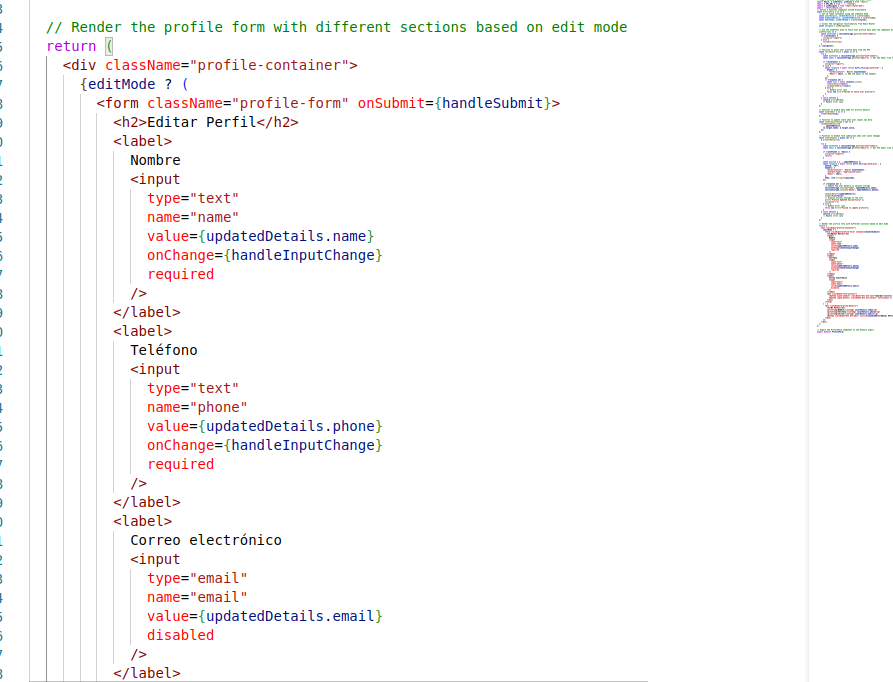 // Render the profile form with different sections based on edit mode
return (
<div className="profile-container">
{editMode ? (
<form className="profile-form" onSubmit={handleSubmit}>
<h2>Editar Perfil</h2>
<label>
Nombre
<input
type="text"
name="name"
value={updatedDetails.name}
onChange={handleInputChange}
required
/>
</label>
<label>
Teléfono
<input
type="text"
name="phone"
value={updatedDetails.phone}
onChange={handleInputChange}
required
/>
</label>
<label>
Correo electrónico
<input
type="email"
name="email"
value={updatedDetails.email}
disabled
/>
</label>